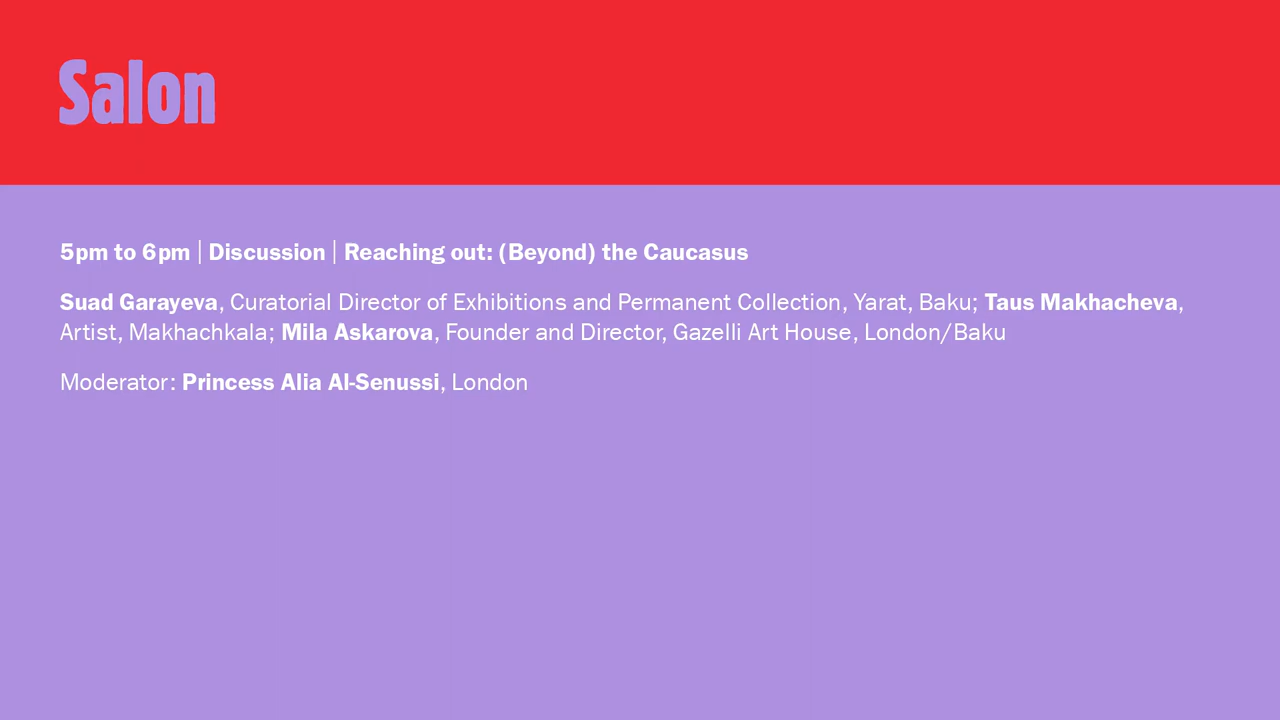 Salon
5pm to 6pm | Discussion | Reaching out: (Beyond) the Caucasus
Suad Garayeva, Curatorial Director of Exhibitions and Permanent Collection, Yarat, Baku; Taus Makhacheva,
Artist, Makhachkala; Mila Askarova, Founder and Director, Gazelli Art House, London/Baku
Moderator: Princess Alia Al-Senussi, London